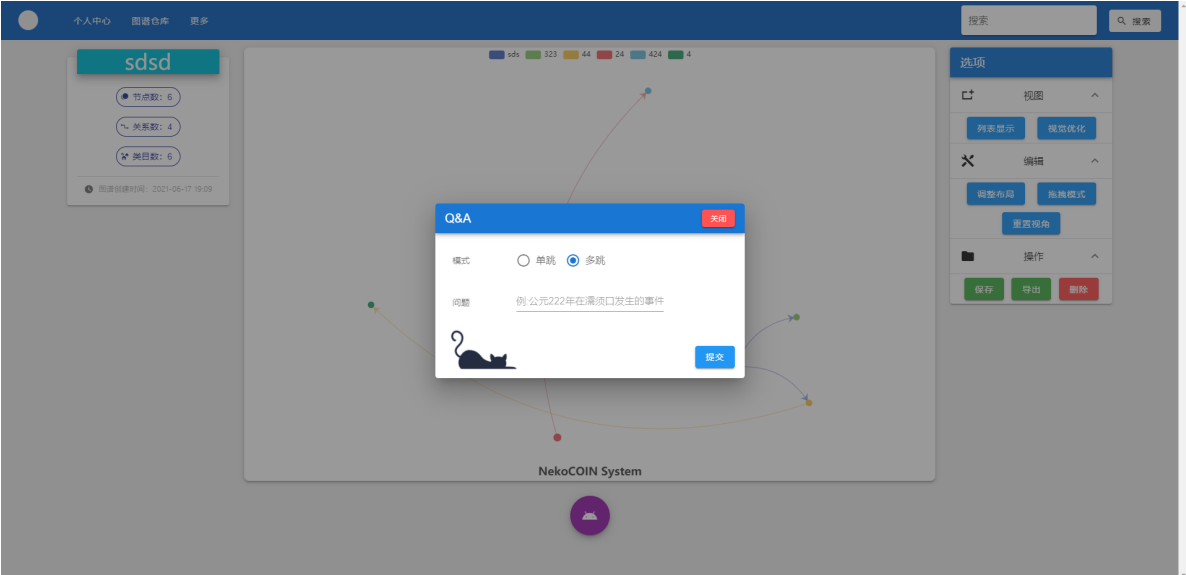 个人中心 图谱仓库 更多 搜索 搜索
sdsd
节点数：6
关系数：4
类目数：6
图谱创建时间：2021-06-17 19:09
sds 323 44 24 424 4
Q&A 关闭
模式 单跳 多跳
问题 例:公元222年在濡须口发生的事件
提交
NekoCOIN System
选项
视图
列表显示 视觉优化
编辑
调整布局 拖拽模式
重置视角
操作
保存 导出 删除